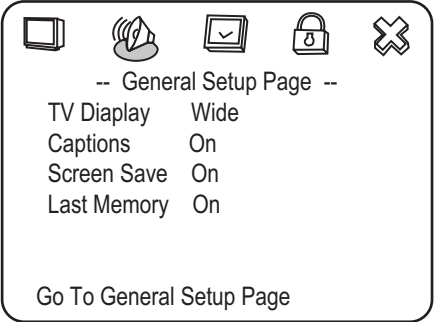 -- General Setup Page --
TV Diaplay Wide
Captions On
Screen Save On
Last Memory On
Go To General Setup Page